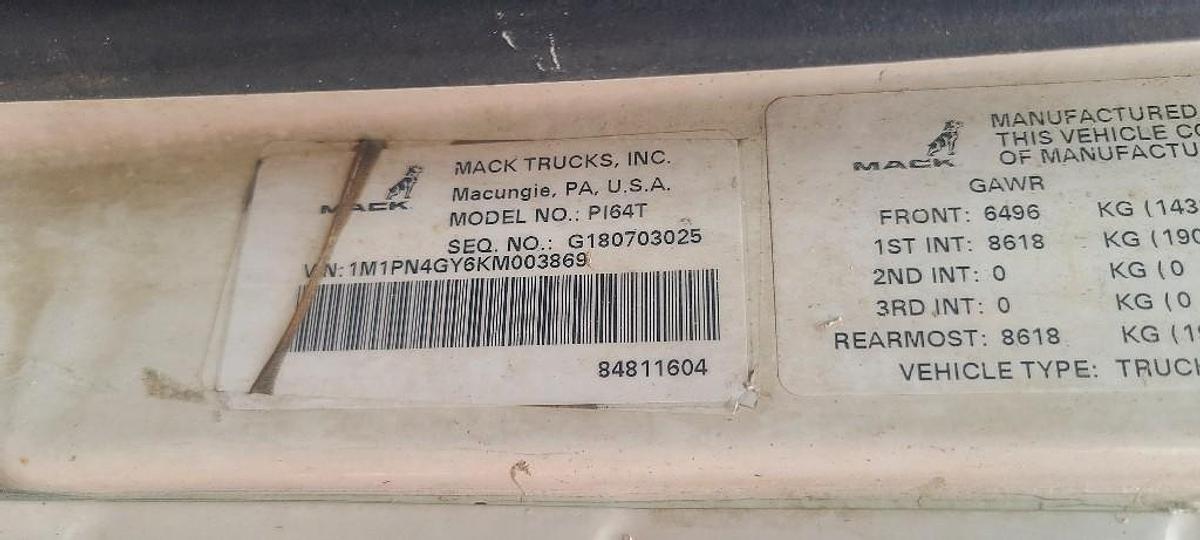 MACK
MACK TRUCKS, INC.
Macungie, PA, U.S.A.
MODEL NO.: PI64T
SEQ. NO.: G180703025
VIN: 1M1PN4GY6KM003869
84811604
MACK
MANUFACTURED
THIS VEHICLE CO
OF MANUFACTU
GAWR
FRONT: 6496 KG (143
1ST INT: 8618 KG (190
2ND INT: 0 KG (0
3RD INT: 0 KG (0
REARMOST: 8618 KG (19
VEHICLE TYPE: TRUCK